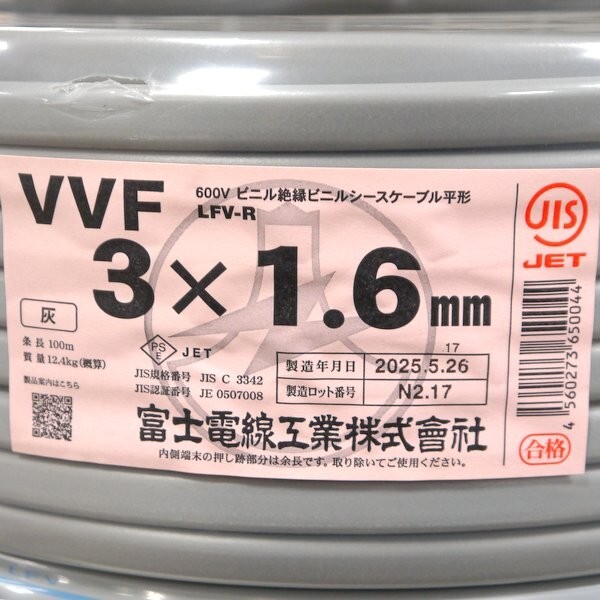 VVF
600V ビニル絶縁ビニルシースケーブル平形
LFV-R
3×1.6mm
灰
条 長 100m
質 量 12.4kg(概算)
製品案内はこちら
PS
E
JET
JIS規格番号 JIS C 3342
JIS認証番号 JE 0507008
17
製造年月日 2025.5.26
製造ロット番号 N2.17
富士電線工業株式會社
内側端末の押し跡部分は余長です。取り除いてご使用ください。
JIS
JET
4 560273 650044
合格